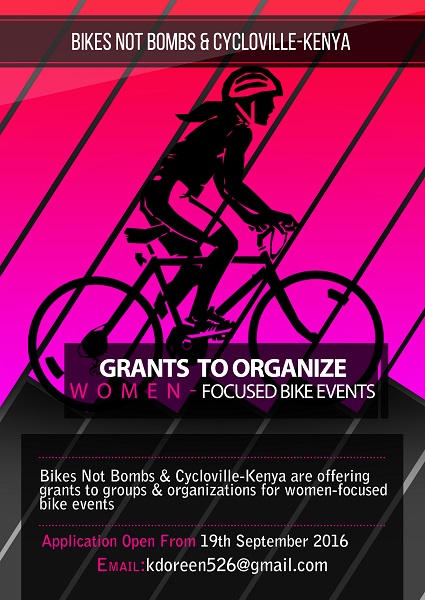 BIKES NOT BOMBS & CYCLOVILLE-KENYA
GRANTS TO ORGANIZE
WOMEN - FOCUSED BIKE EVENTS
Bikes Not Bombs & Cycloville-Kenya are offering
grants to groups & organizations for women-focused
bike events
Application Open From 19th September 2016
EMAIL:kdoreen526@gmail.com